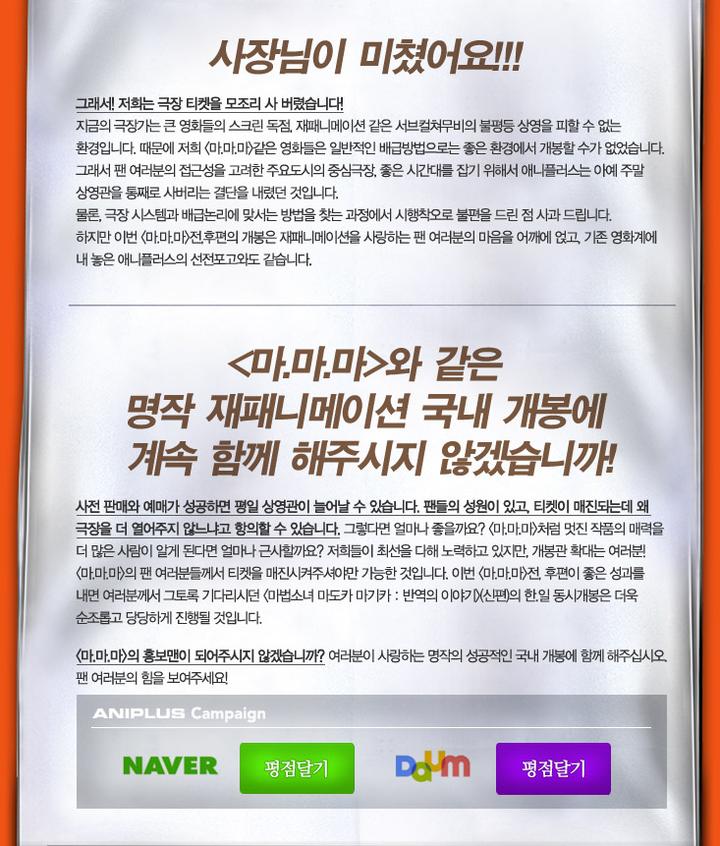 사장님이 미쳤어요!!!
그래서! 저희는 극장 티켓을 모조리 사 버렸습니다!
지금의 극장가는 큰 영화들의 스크린 독점, 재패니메이션 같은 서브컬쳐무비의 불평등 상영을 피할 수 없는
환경입니다. 때문에 저희 <마.마.마>같은 영화들은 일반적인 배급방법으로는 좋은 환경에서 개봉할 수가 없었습니다.
그래서 팬 여러분의 접근성을 고려한 주요도시의 중심극장, 좋은 시간대를 잡기 위해서 애니플러스는 아예 주말
상영관을 통째로 사버리는 결단을 내렸던 것입니다.
물론, 극장 시스템과 배급논리에 맞서는 방법을 찾는 과정에서 시행착오로 불편을 드린 점 사과 드립니다.
하지만 이번 <마.마.마>전,후편의 개봉은 재패니메이션을 사랑하는 팬 여러분의 마음을 어깨에 얹고, 기존 영화계에
내 놓은 애니플러스의 선전포고와도 같습니다.
<마.마.마>와 같은
명작 재패니메이션 국내 개봉에
계속 함께 해주시지 않겠습니까!
사전 판매와 예매가 성공하면 평일 상영관이 늘어날 수 있습니다. 팬들의 성원이 있고, 티켓이 매진되는데 왜
극장을 더 열어주지 않느냐고 항의할 수 있습니다. 그렇다면 얼마나 좋을까요? <마.마.마>처럼 멋진 작품의 매력을
더 많은 사람이 알게 된다면 얼마나 근사할까요? 저희들이 최선을 다해 노력하고 있지만, 개봉관 확대는 여러분!
<마.마.마>의 팬 여러분들께서 티켓을 매진시켜주셔야만 가능한 것입니다. 이번 <마.마.마>전, 후편이 좋은 성과를
내면 여러분께서 그토록 기다리시던 <마법소녀 마도카 마기카 : 반역의 이야기>(신편)의 한.일 동시개봉은 더욱
순조롭고 당당하게 진행될 것입니다.
<마.마.마>의 홍보맨이 되어주시지 않겠습니까? 여러분이 사랑하는 명작의 성공적인 국내 개봉에 함께 해주십시오.
팬 여러분의 힘을 보여주세요!
ANIPLUS Campaign
NAVER 평점달기 Daum 평점달기